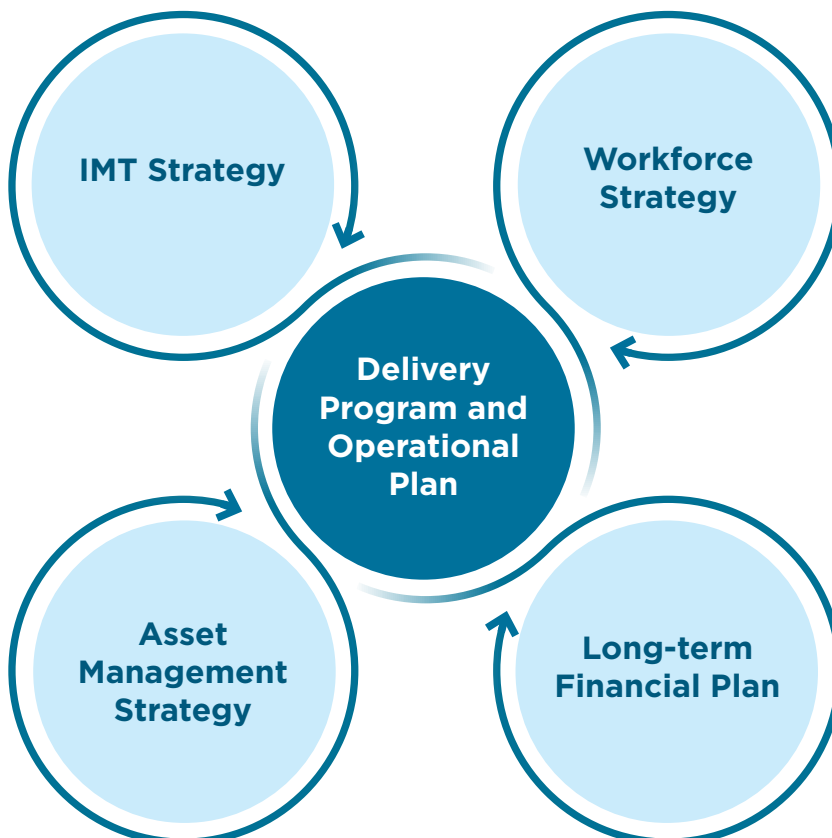 IMT Strategy
Workforce
Strategy
Delivery
Program and
Operational
Plan
Asset
Management
Strategy
Long-term
Financial Plan